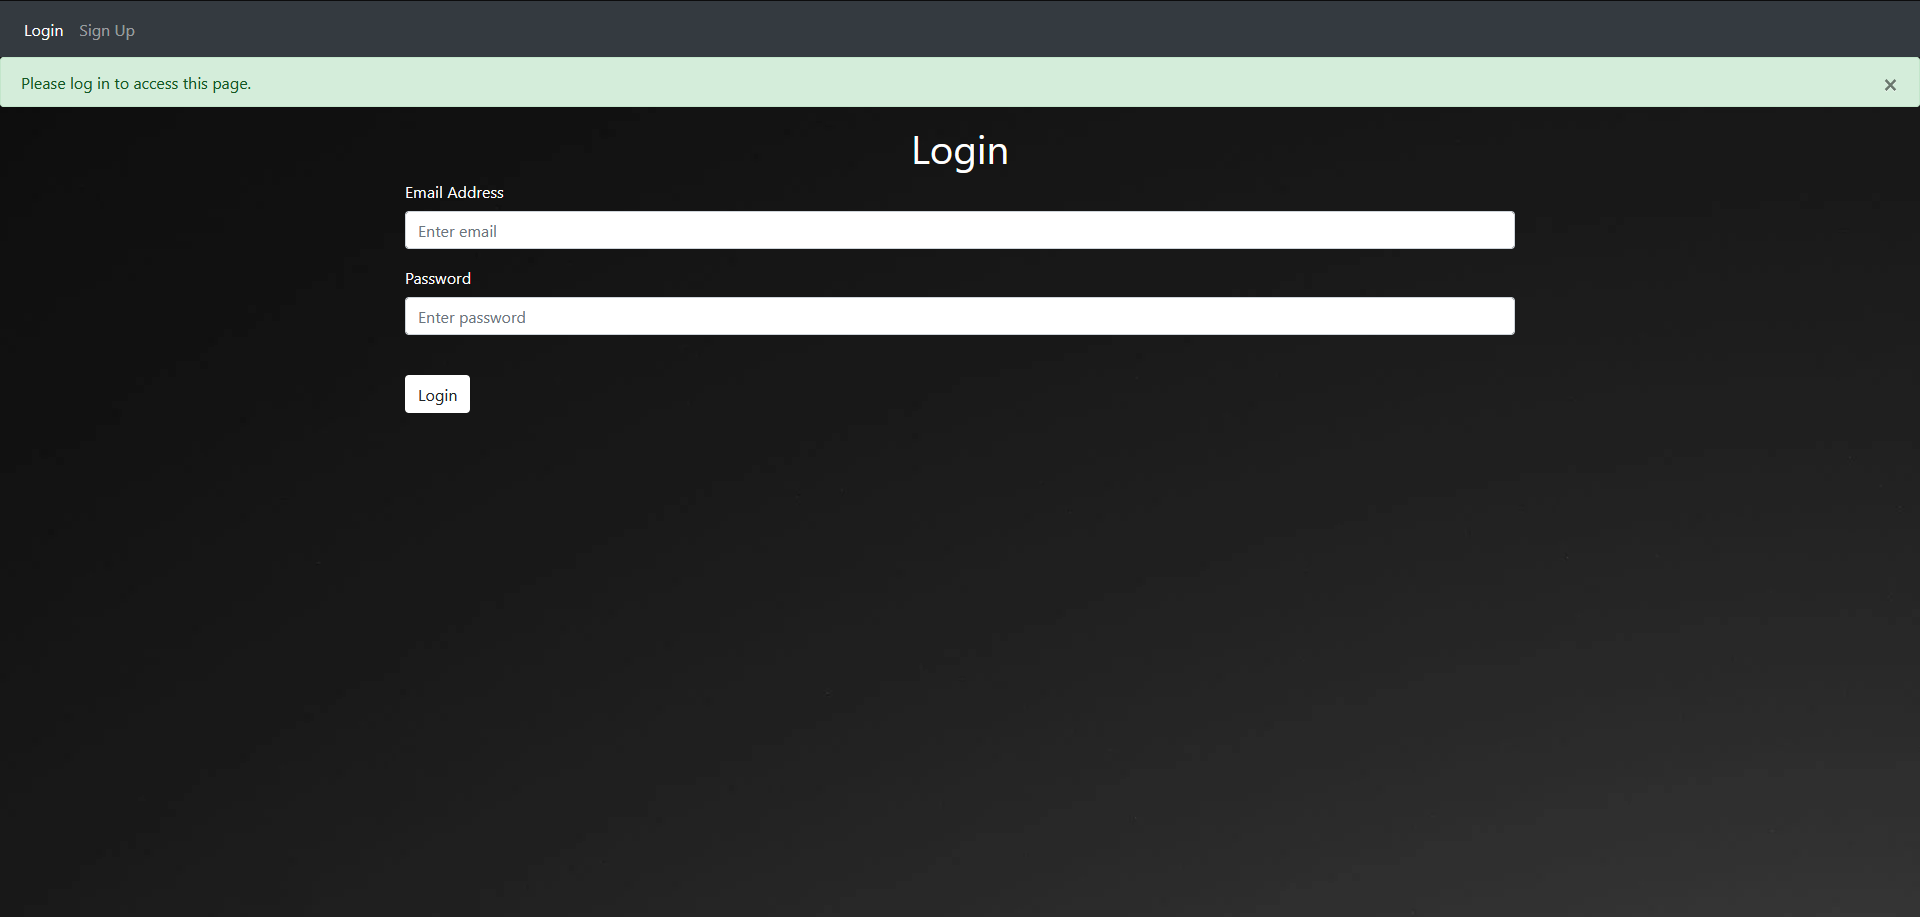 Login Sign Up
Please log in to access this page. ×
Login
Email Address
Enter email
Password
Enter password
Login